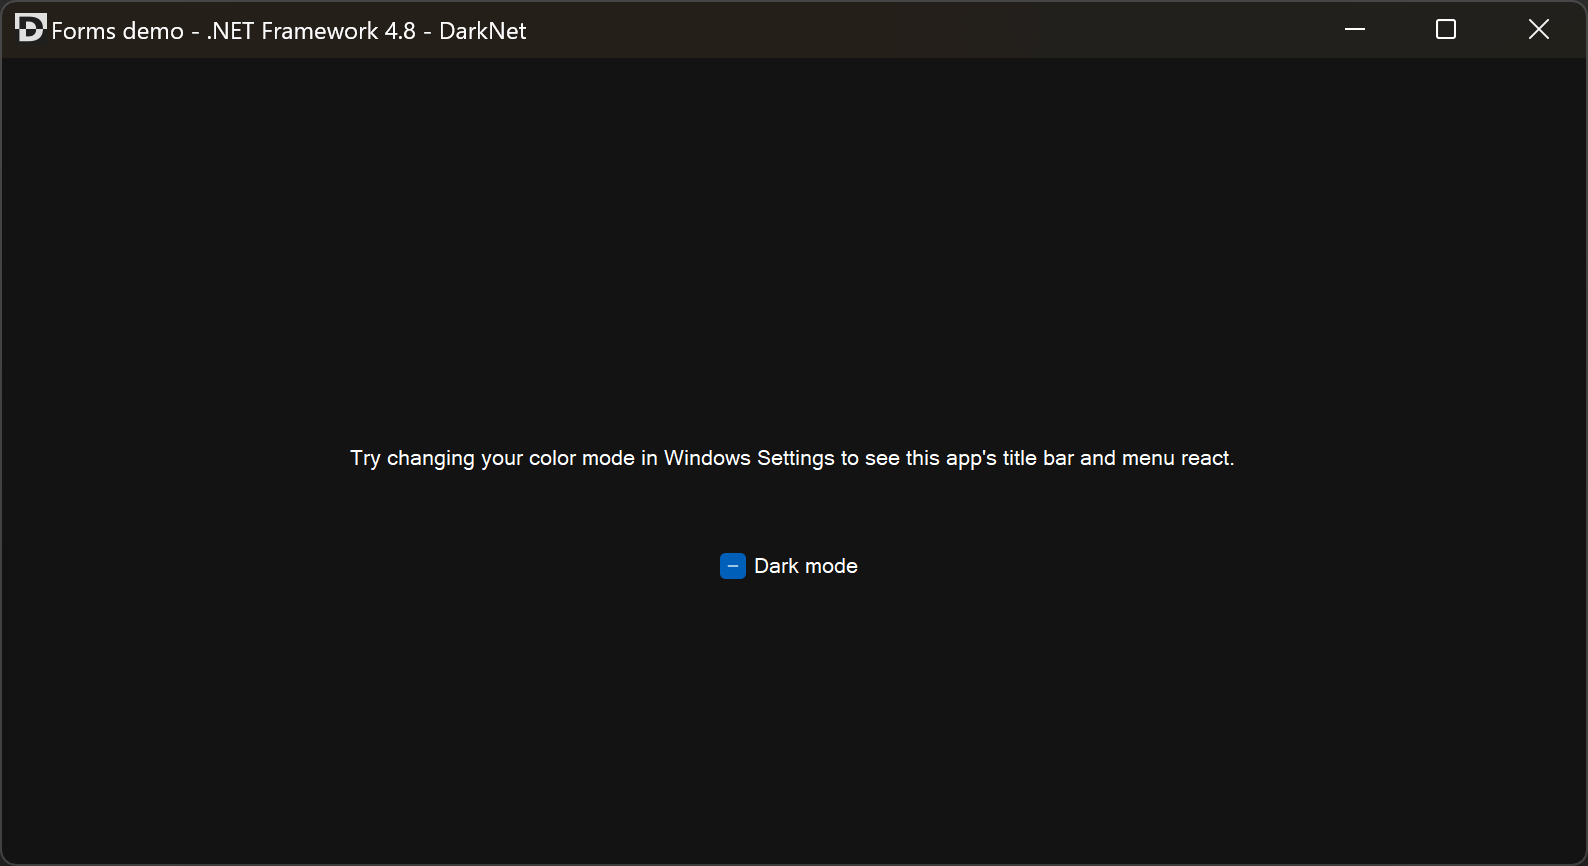 Forms demo - .NET Framework 4.8 - DarkNet
Try changing your color mode in Windows Settings to see this app's title bar and menu react.
Dark mode